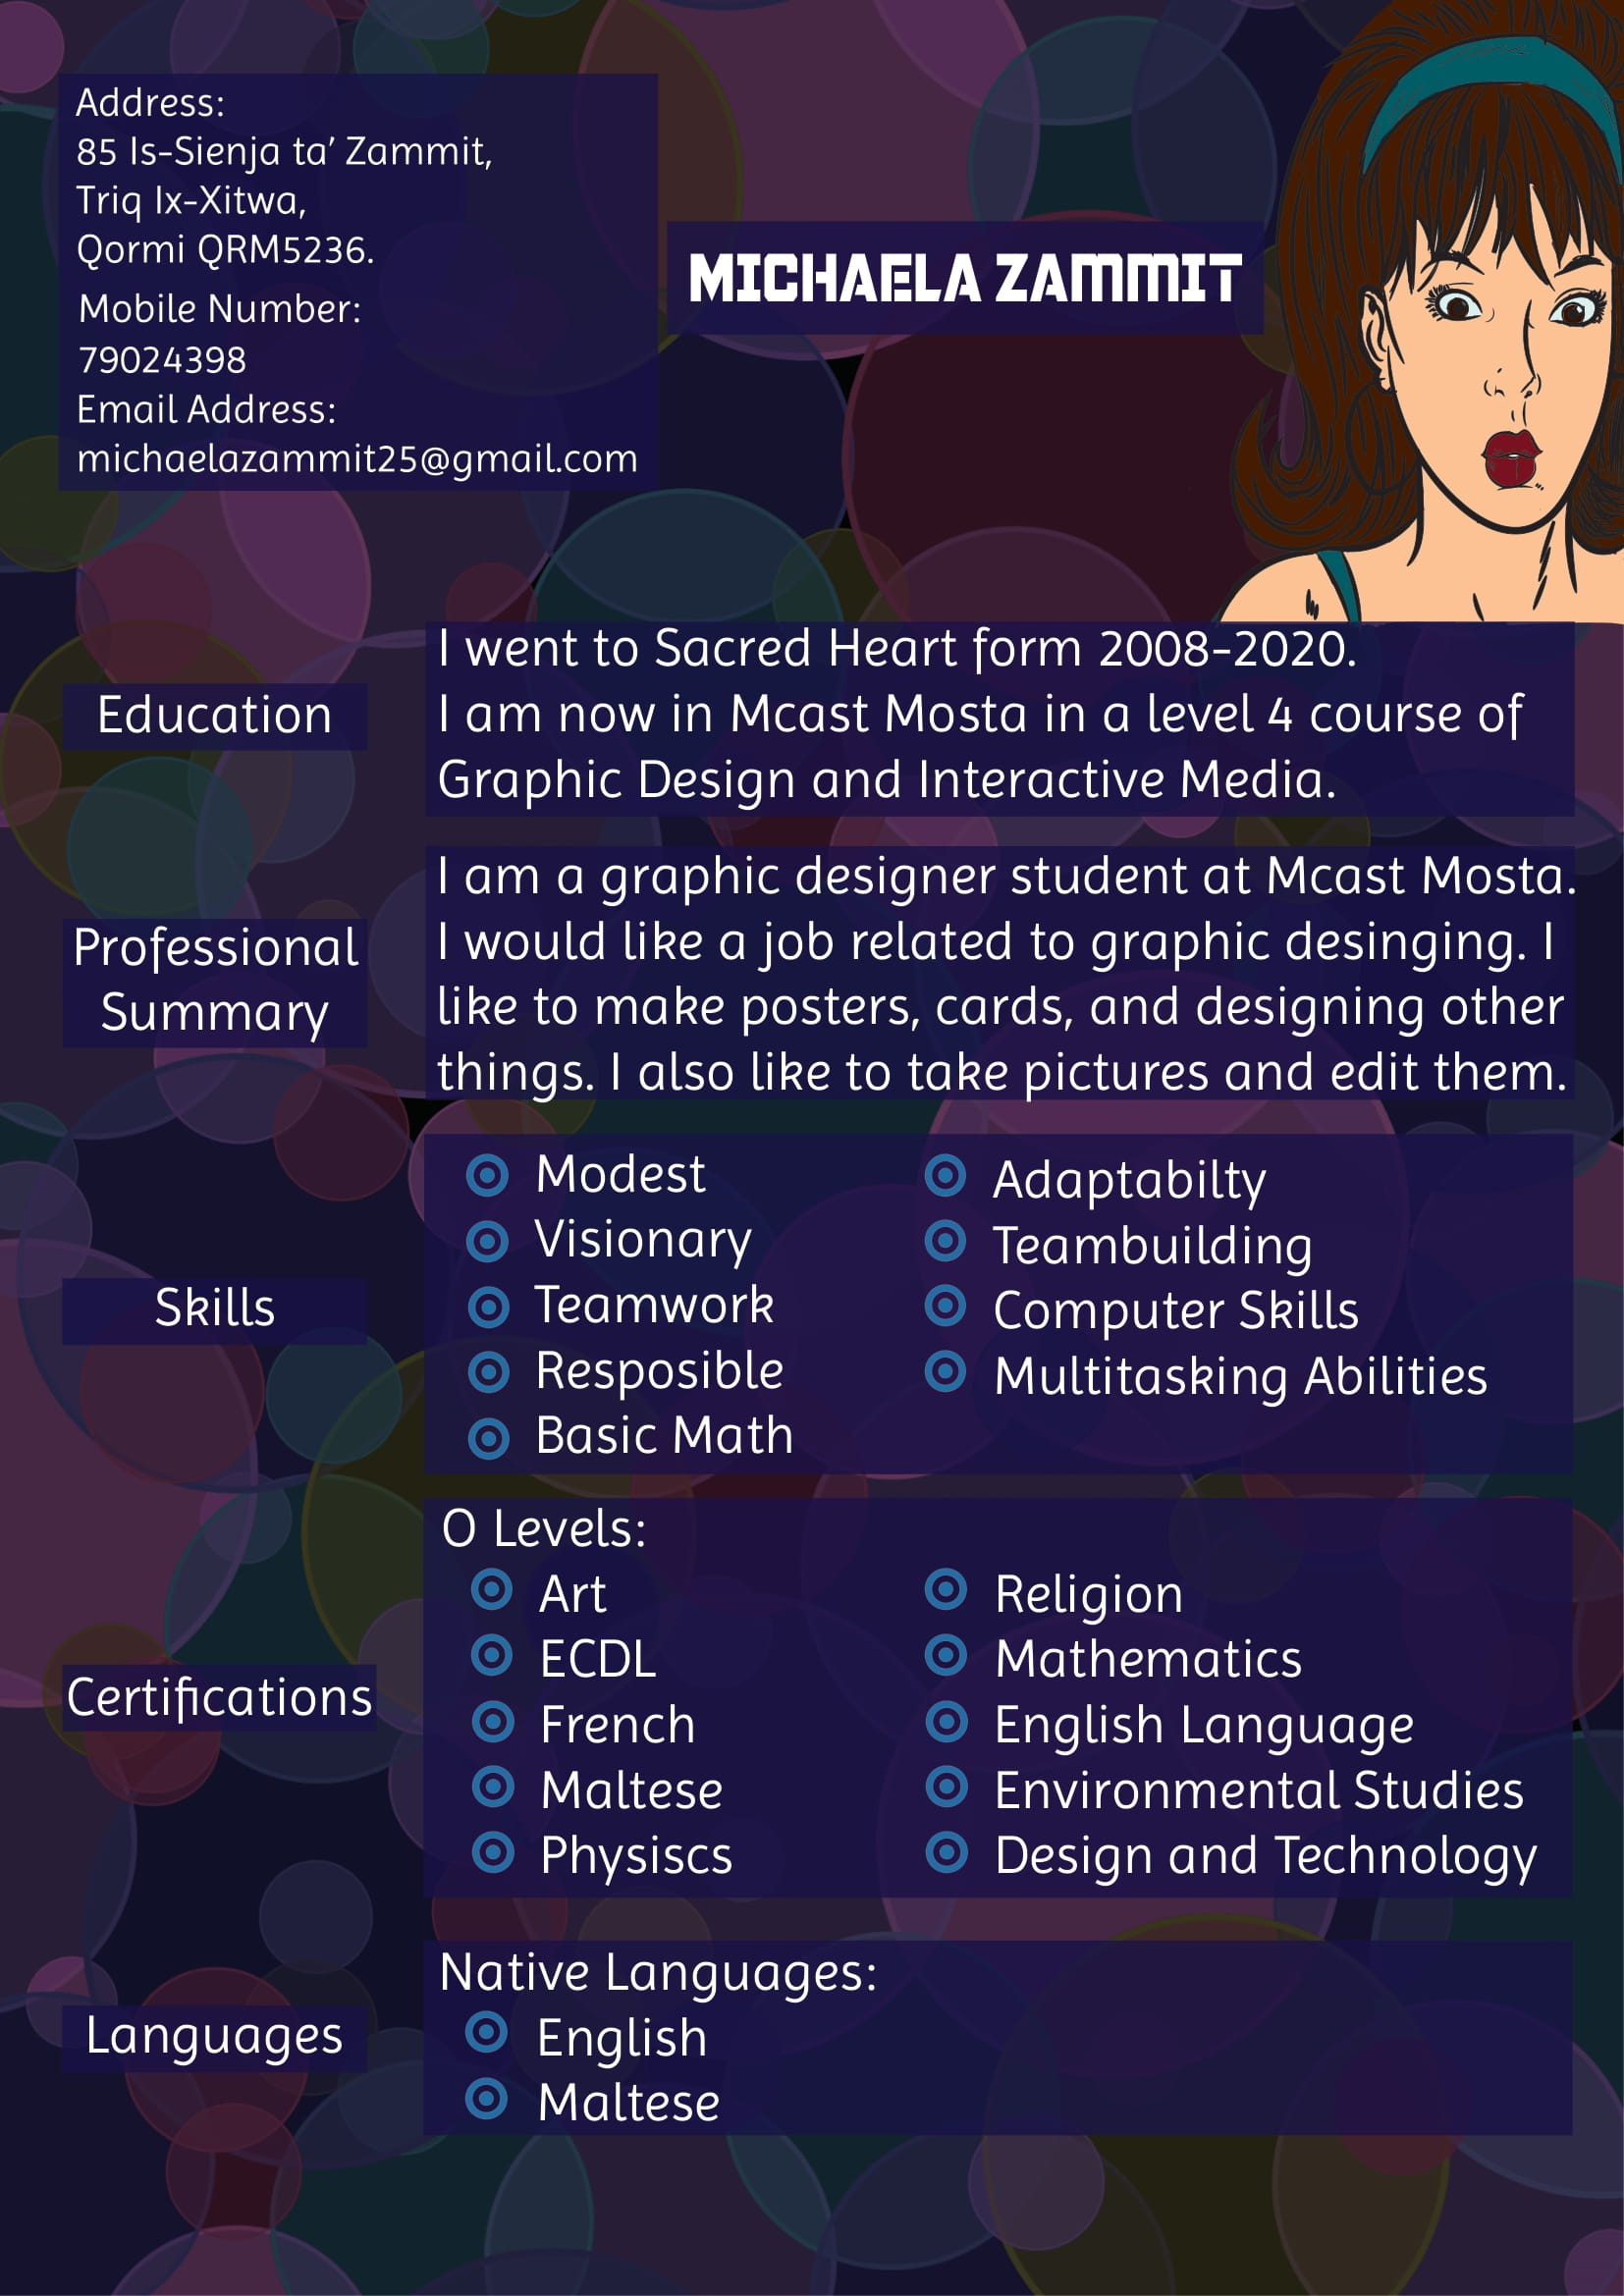 Address:
85 Is-Sienja ta’ Zammit,
Triq Ix-Xitwa,
Qormi QRM5236.
Mobile Number:
79024398
Email Address:
michaelazammit25@gmail.com
MICHAELA ZAMMIT
Education
I went to Sacred Heart form 2008-2020.
I am now in Mcast Mosta in a level 4 course of
Graphic Design and Interactive Media.
Professional
Summary
I am a graphic designer student at Mcast Mosta.
I would like a job related to graphic desinging. I
like to make posters, cards, and designing other
things. I also like to take pictures and edit them.
Skills
Modest
Visionary
Teamwork
Resposible
Basic Math
Adaptabilty
Teambuilding
Computer Skills
Multitasking Abilities
Certifications
O Levels:
Art
ECDL
French
Maltese
Physiscs
Religion
Mathematics
English Language
Environmental Studies
Design and Technology
Languages
Native Languages:
English
Maltese